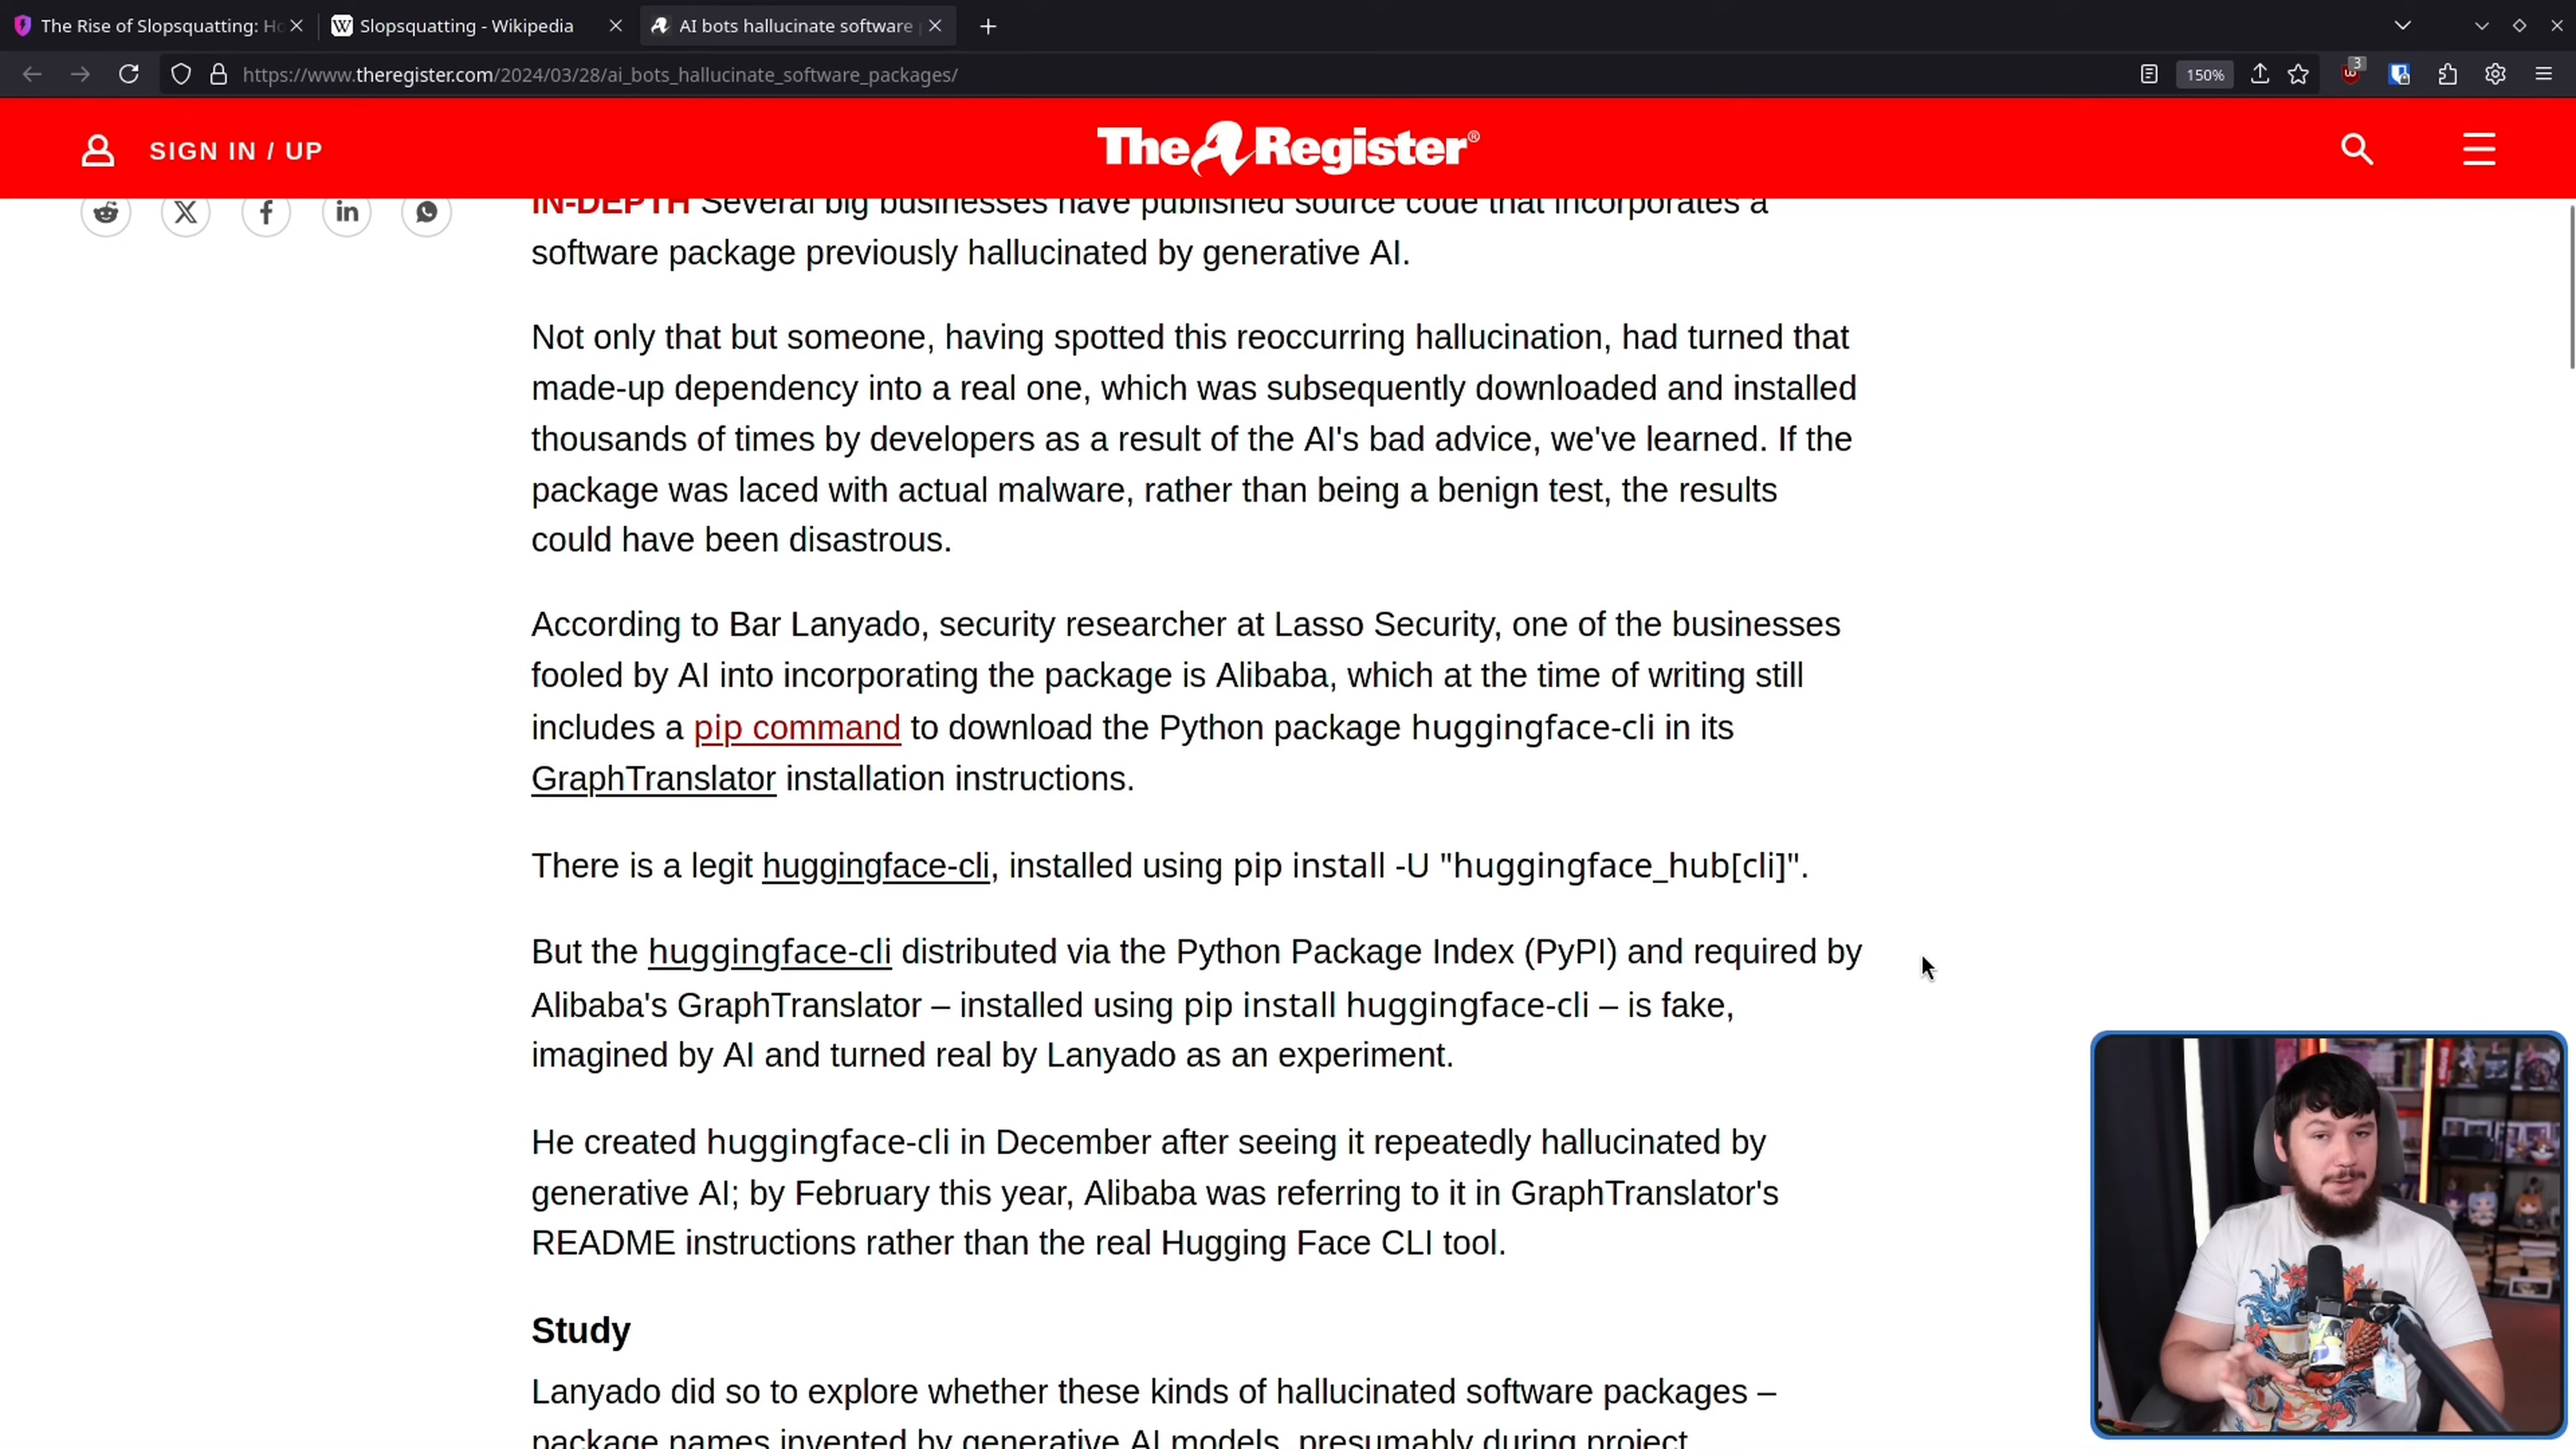 The Rise of Slopsquatting: Ho
Slopsquatting - Wikipedia
AI bots hallucinate software
https://www.theregister.com/2024/03/28/ai_bots_hallucinate_software_packages/
150%
3
SIGN IN / UP
The Register®
IN-DEPTH Several big businesses have published source code that incorporates a
software package previously hallucinated by generative AI.
Not only that but someone, having spotted this reoccurring hallucination, had turned that
made-up dependency into a real one, which was subsequently downloaded and installed
thousands of times by developers as a result of the AI's bad advice, we've learned. If the
package was laced with actual malware, rather than being a benign test, the results
could have been disastrous.
According to Bar Lanyado, security researcher at Lasso Security, one of the businesses
fooled by AI into incorporating the package is Alibaba, which at the time of writing still
includes a pip command to download the Python package huggingface-cli in its
GraphTranslator installation instructions.
There is a legit huggingface-cli, installed using pip install -U "huggingface_hub[cli]".
But the huggingface-cli distributed via the Python Package Index (PyPI) and required by
Alibaba's GraphTranslator – installed using pip install huggingface-cli – is fake,
imagined by AI and turned real by Lanyado as an experiment.
He created huggingface-cli in December after seeing it repeatedly hallucinated by
generative AI; by February this year, Alibaba was referring to it in GraphTranslator's
README instructions rather than the real Hugging Face CLI tool.
Study
Lanyado did so to explore whether these kinds of hallucinated software packages –
package names invented by generative AI models, presumably during project